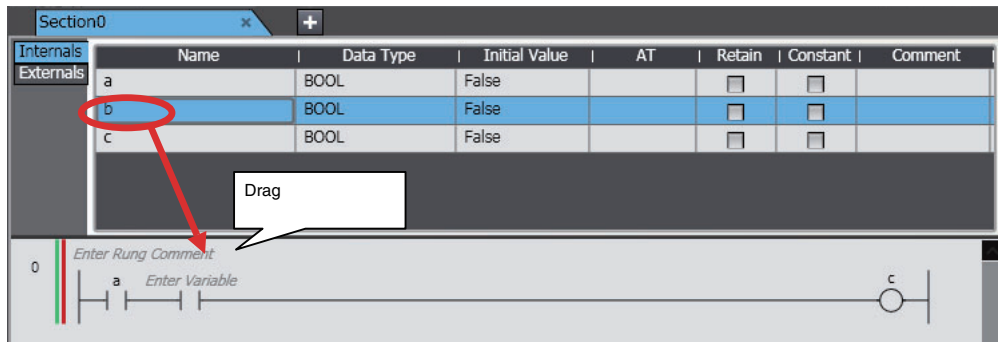 Section0 × +
Internals
Externals
Name Data Type Initial Value AT Retain Constant Comment
a BOOL False
b BOOL False
c BOOL False
Drag
Enter Rung Comment
0
a Enter Variable c